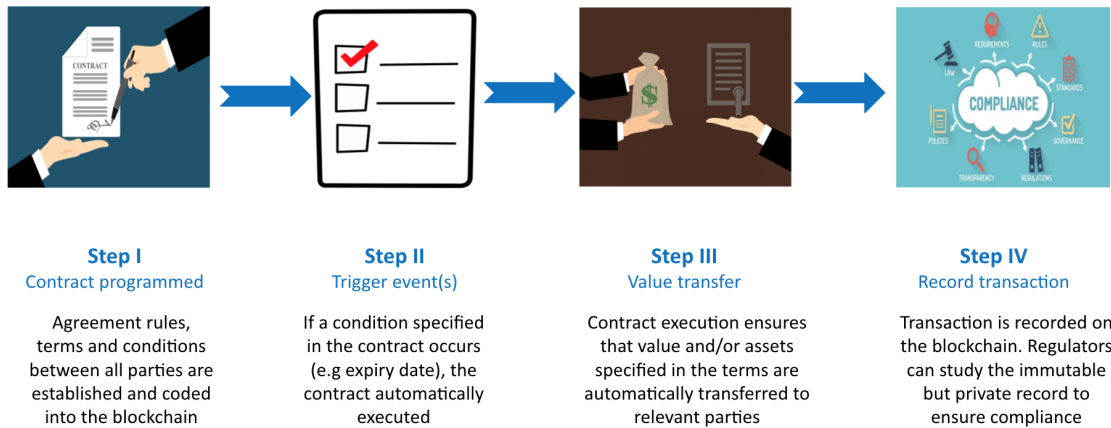 CONTRACT
$
REQUIREMENTS
RULES
LAW
STANDARDS
COMPLIANCE
POLICIES
GOVERNANCE
TRANSPARENCY
REGULATIONS
Step I
Contract programmed
Agreement rules,
terms and conditions
between all parties are
established and coded
into the blockchain
Step II
Trigger event(s)
If a condition specified
in the contract occurs
(e.g expiry date), the
contract automatically
executed
Step III
Value transfer
Contract execution ensures
that value and/or assets
specified in the terms are
automatically transferred to
relevant parties
Step IV
Record transaction
Transaction is recorded on
the blockchain. Regulators
can study the immutable
but private record to
ensure compliance